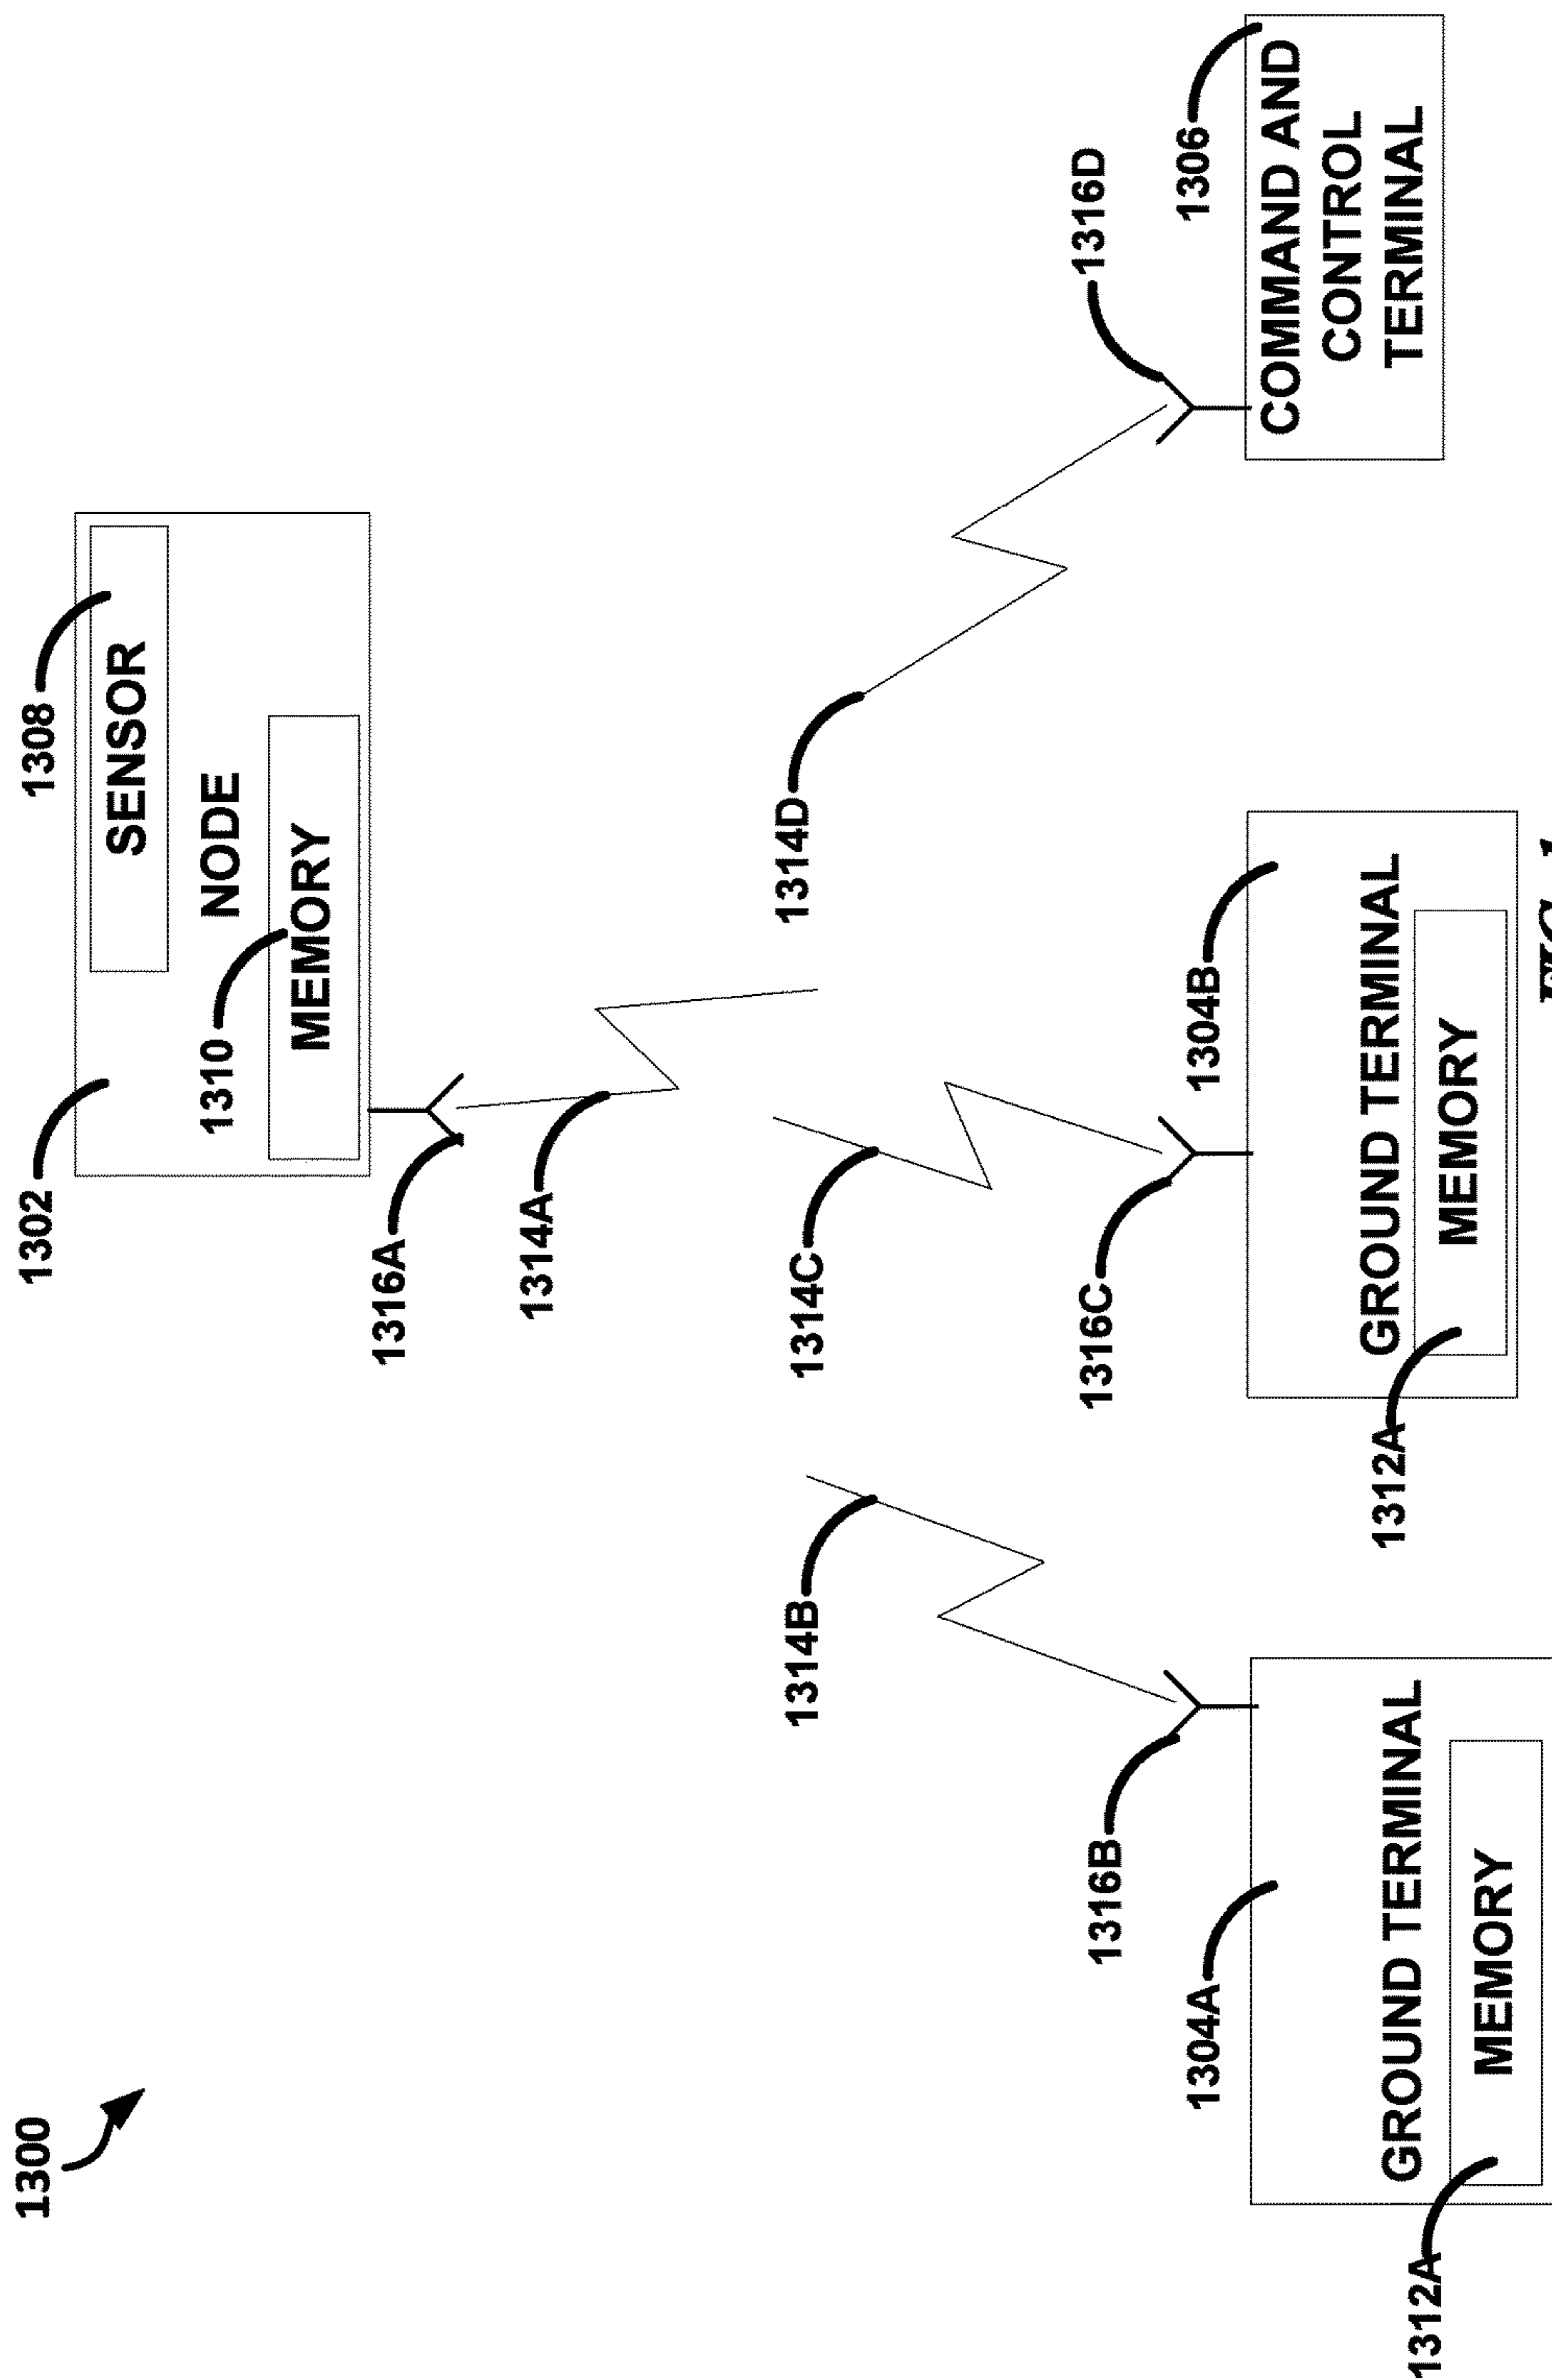 1300
1302
1308
SENSOR
1310
NODE
MEMORY
1316A
1314A
1314B
1314C
1314D
1316B
1316C
1316D
1304A
1304B
1306
GROUND TERMINAL
MEMORY
1312A
GROUND TERMINAL
MEMORY
1312A
COMMAND AND
CONTROL
TERMINAL
FIG.